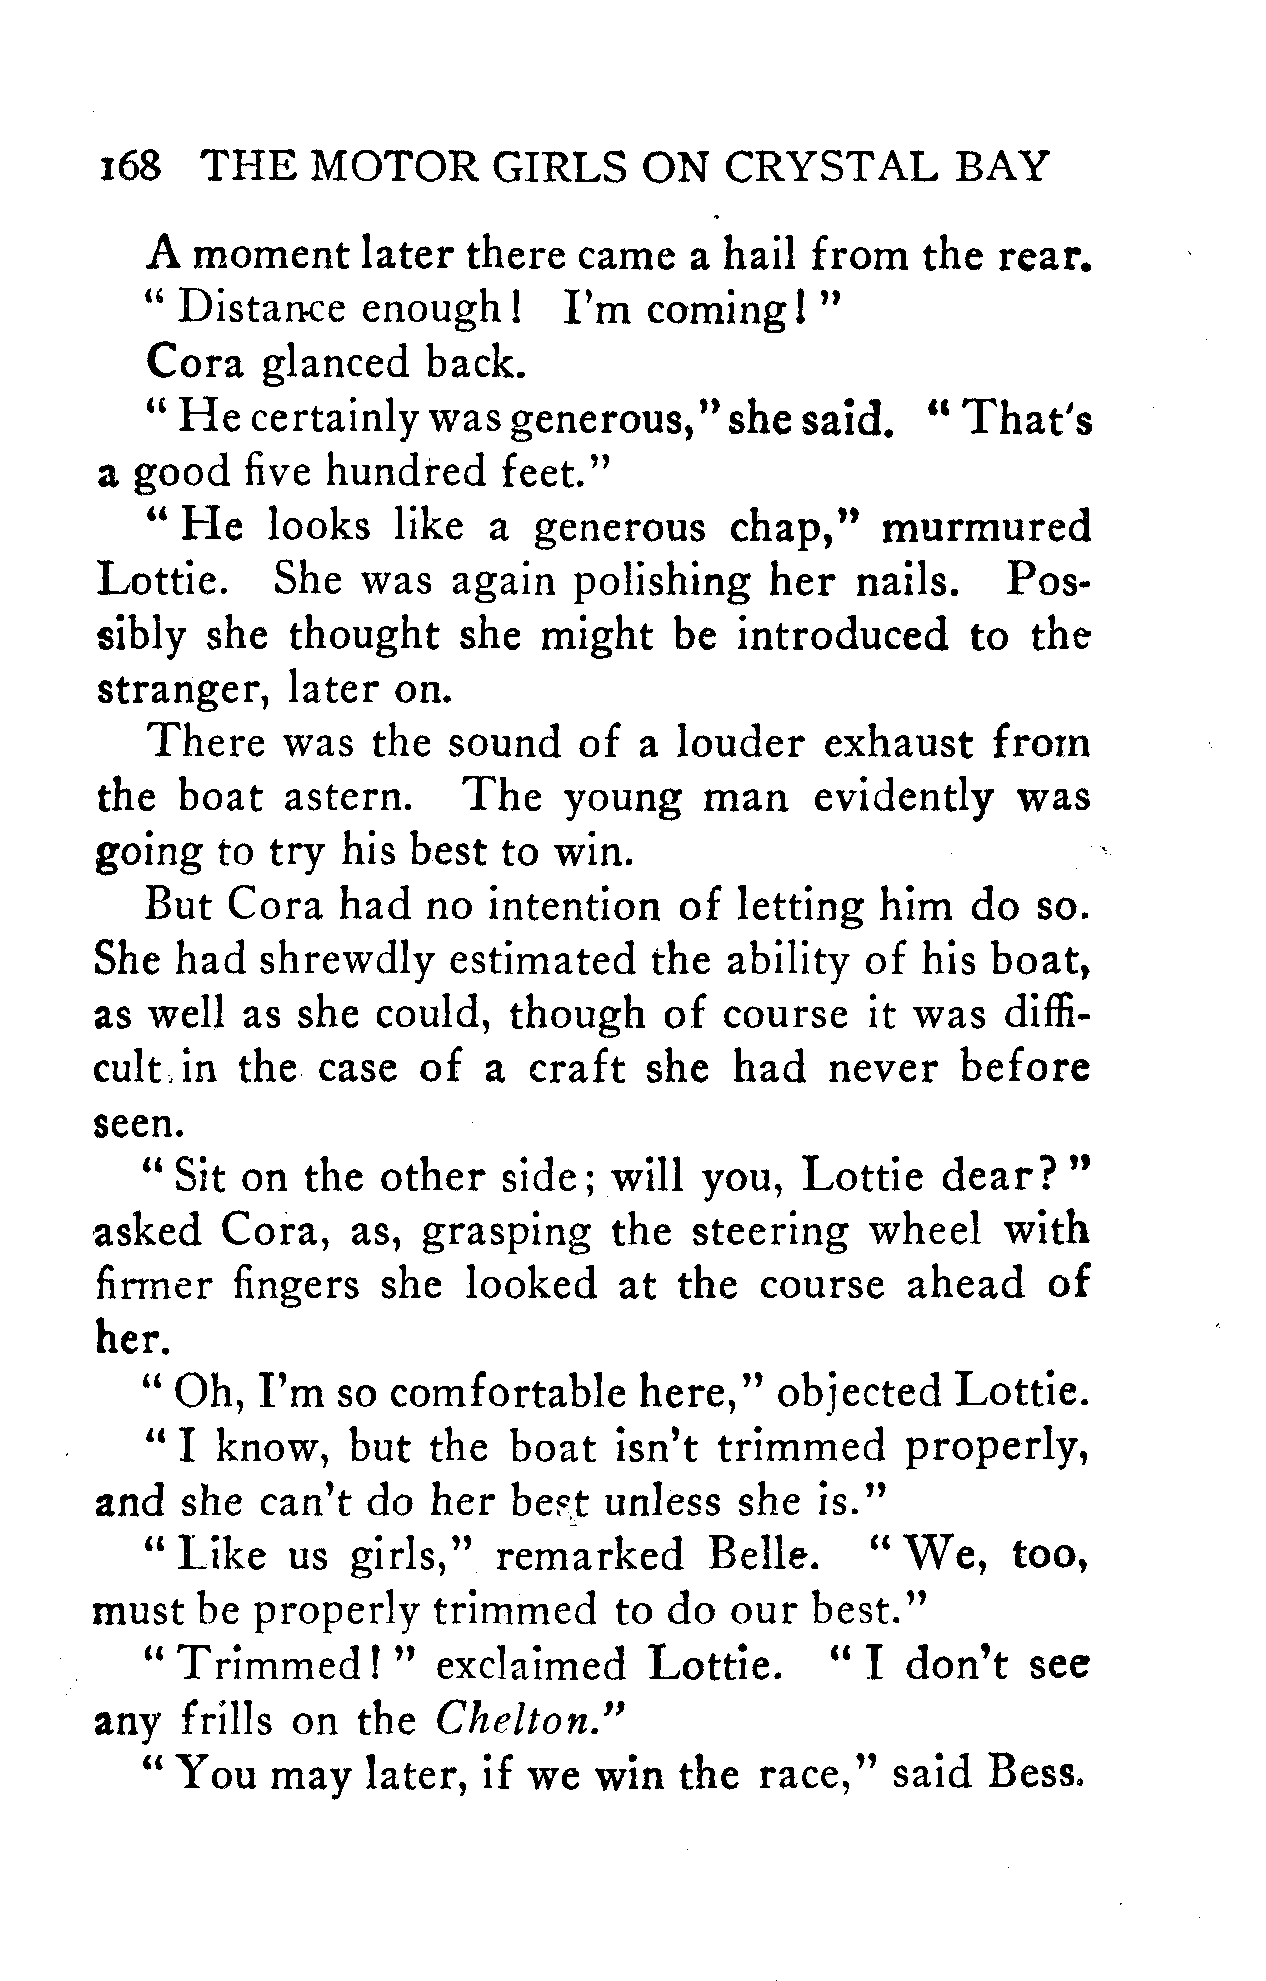 168 THE MOTOR GIRLS ON CRYSTAL BAY
A moment later there came a hail from the rear.
“ Distance enough! I’m coming! ”
Cora glanced back.
“ He certainly was generous,” she said. “ That’s
a good five hundred feet.”
“ He looks like a generous chap,” murmured
Lottie. She was again polishing her nails. Pos-
sibly she thought she might be introduced to the
stranger, later on.
There was the sound of a louder exhaust from
the boat astern. The young man evidently was
going to try his best to win.
But Cora had no intention of letting him do so.
She had shrewdly estimated the ability of his boat,
as well as she could, though of course it was diffi-
cult in the case of a craft she had never before
seen.
“ Sit on the other side; will you, Lottie dear? ”
asked Cora, as, grasping the steering wheel with
firmer fingers she looked at the course ahead of
her.
“ Oh, I’m so comfortable here,” objected Lottie.
“ I know, but the boat isn’t trimmed properly,
and she can’t do her best unless she is.”
“ Like us girls,” remarked Belle. “ We, too,
must be properly trimmed to do our best.”
“ Trimmed! ” exclaimed Lottie. “ I don’t see
any frills on the Chelton.”
“ You may later, if we win the race,” said Bess.